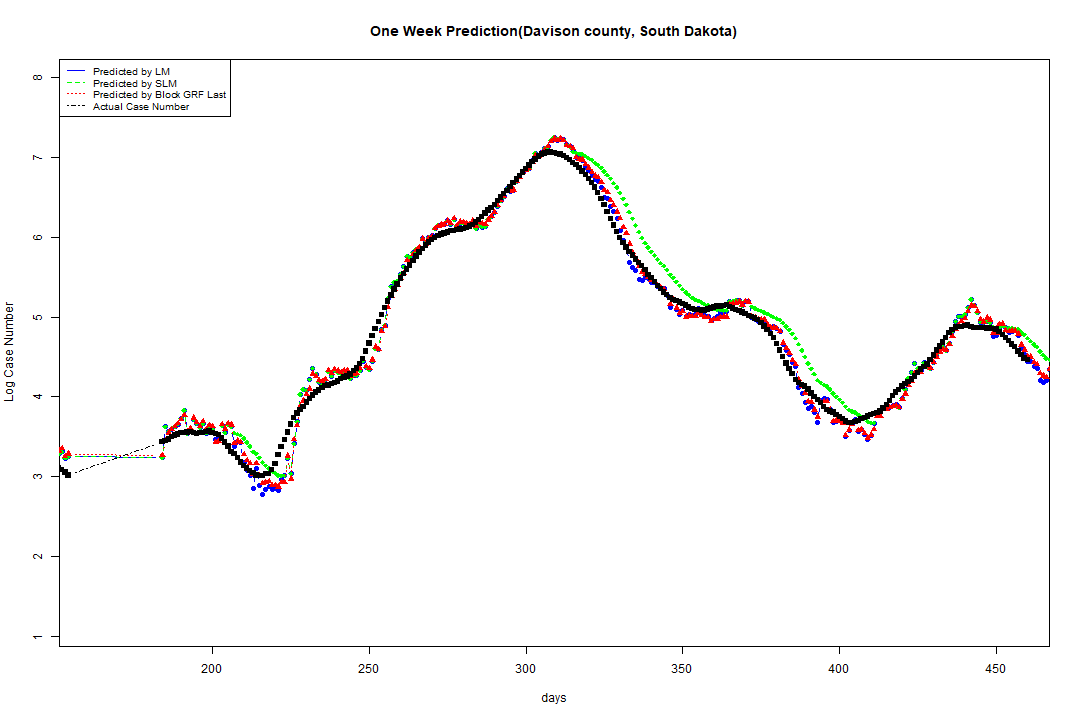 One Week Prediction(Davison county, South Dakota)
Predicted by LM
Predicted by SLM
Predicted by Block GRF Last
Actual Case Number
8
7
6
5
4
3
2
1
Log Case Number
200 250 300 350 400 450
days